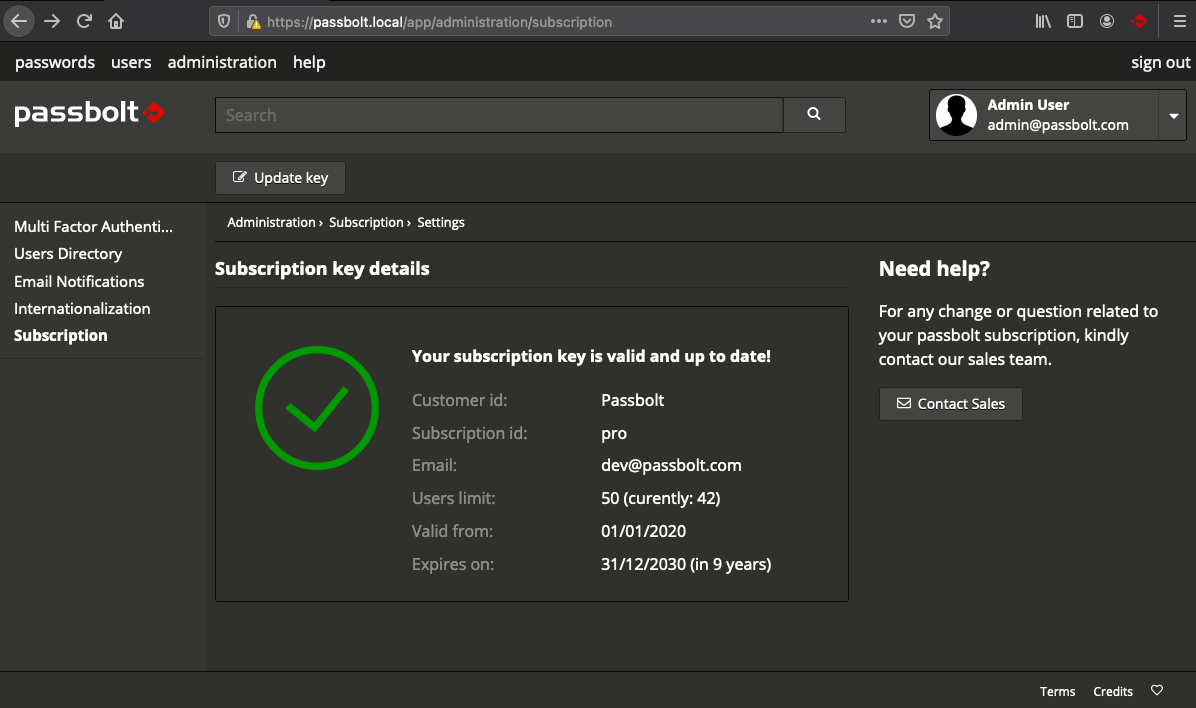 https://passbolt.local/app/administration/subscription
passwords users administration help sign out
passbolt
Search
Admin User
admin@passbolt.com
Update key
Multi Factor Authenti...
Users Directory
Email Notifications
Internationalization
Subscription
Administration › Subscription › Settings
Subscription key details
Your subscription key is valid and up to date!
Customer id: Passbolt
Subscription id: pro
Email: dev@passbolt.com
Users limit: 50 (curently: 42)
Valid from: 01/01/2020
Expires on: 31/12/2030 (in 9 years)
Need help?
For any change or question related to
your passbolt subscription, kindly
contact our sales team.
Contact Sales
Terms Credits